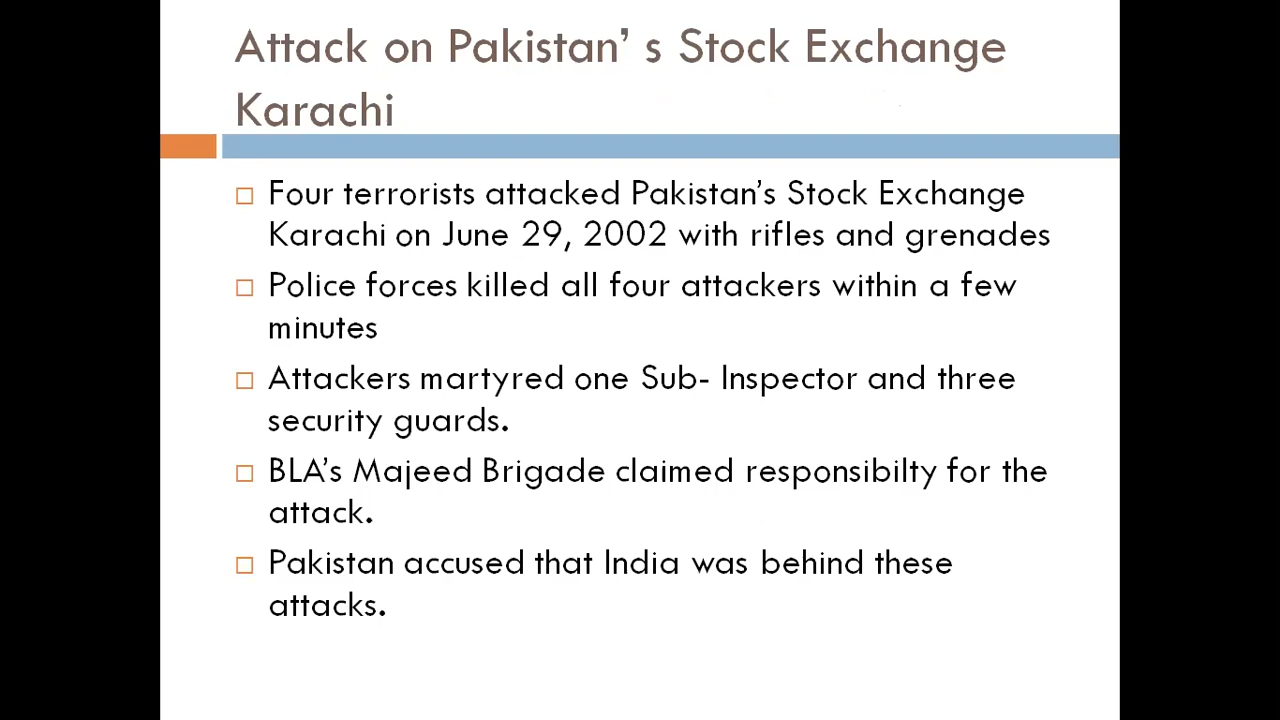 Attack on Pakistan’ s Stock Exchange
Karachi
Four terrorists attacked Pakistan’s Stock Exchange
Karachi on June 29, 2002 with rifles and grenades
Police forces killed all four attackers within a few
minutes
Attackers martyred one Sub- Inspector and three
security guards.
BLA’s Majeed Brigade claimed responsibilty for the
attack.
Pakistan accused that India was behind these
attacks.